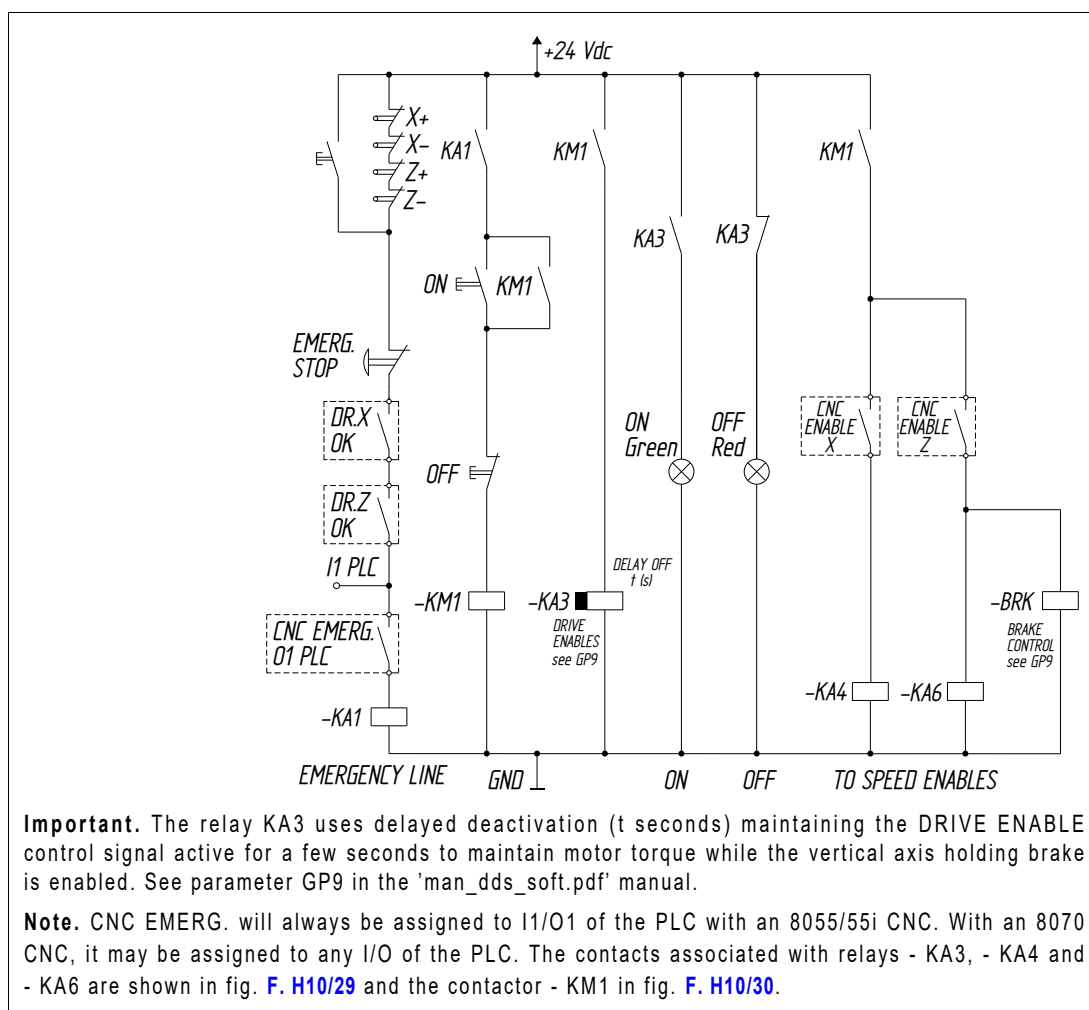 +24 Vdc
X+
X-
Z+
Z-
KA1
KM1
KM1
KA3
KA3
ON
KM1
EMERG.
STOP
DR.X
OK
CNC
ENABLE
X
CNC
ENABLE
Z
ON
Green
OFF
Red
OFF
DR.Z
OK
I1 PLC
DELAY OFF
t (s)
-KM1
-KA3
-BRK
DRIVE
ENABLES
see GP9
BRAKE
CONTROL
see GP9
CNC EMERG.
O1 PLC
-KA4
-KA6
-KA1
EMERGENCY LINE
GND
ON
OFF
TO SPEED ENABLES
Important. The relay KA3 uses delayed deactivation (t seconds) maintaining the DRIVE ENABLE
control signal active for a few seconds to maintain motor torque while the vertical axis holding brake
is enabled. See parameter GP9 in the 'man_dds_soft.pdf' manual.
Note. CNC EMERG. will always be assigned to I1/O1 of the PLC with an 8055/55i CNC. With an 8070
CNC, it may be assigned to any I/O of the PLC. The contacts associated with relays - KA3, - KA4 and
- KA6 are shown in fig. F. H10/29 and the contactor - KM1 in fig. F. H10/30.